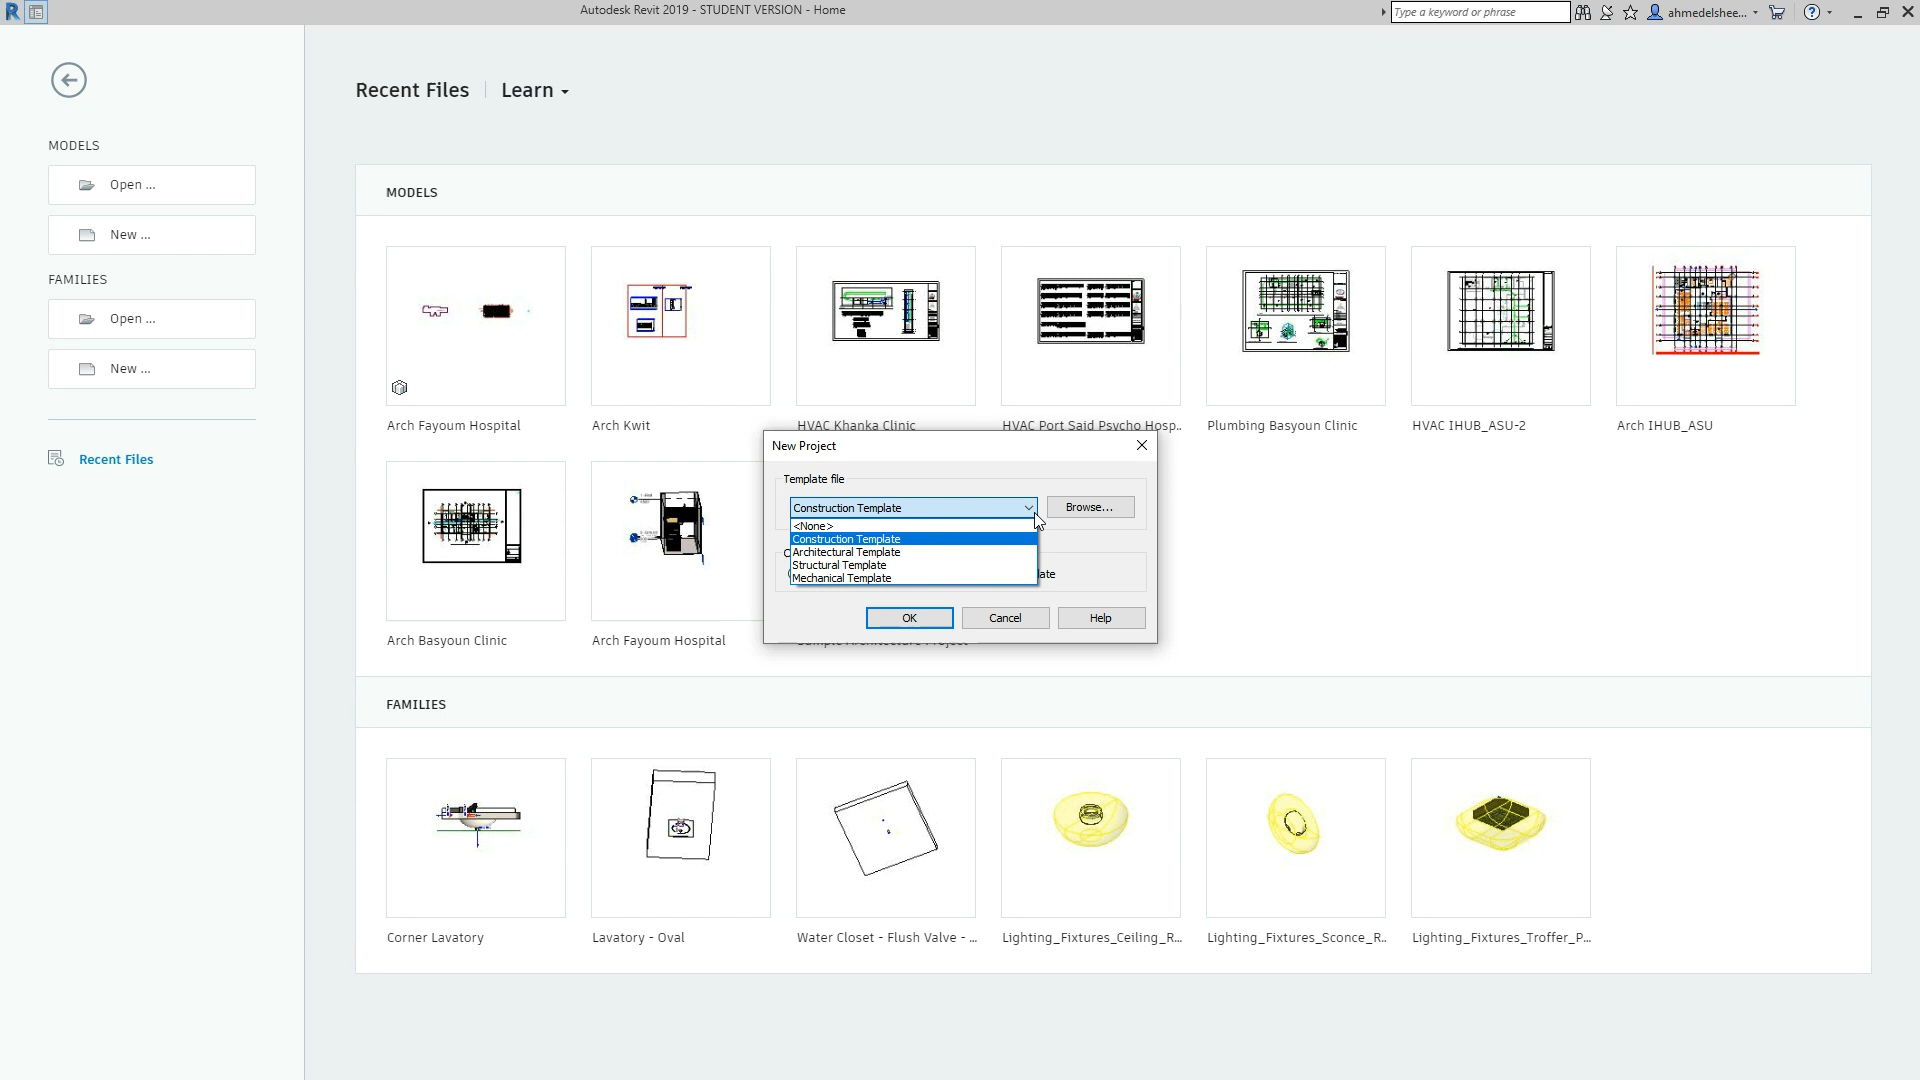 Autodesk Revit 2019 - STUDENT VERSION - Home
Type a keyword or phrase
ahmedelshee...
Recent Files
Learn
MODELS
Open ...
New ...
FAMILIES
Open ...
New ...
Recent Files
MODELS
Arch Fayoum Hospital
Arch Kwit
HVAC Khanka Clinic
HVAC Port Said Psycho Hosp..
Plumbing Basyoun Clinic
HVAC IHUB_ASU-2
Arch IHUB_ASU
Arch Basyoun Clinic
Arch Fayoum Hospital
Sample Architecture Project
New Project
Template file
Construction Template
Browse...
<None>
Construction Template
Architectural Template
Structural Template
Mechanical Template
OK
Cancel
Help
FAMILIES
Corner Lavatory
Lavatory - Oval
Water Closet - Flush Valve - ...
Lighting_Fixtures_Ceiling_R...
Lighting_Fixtures_Sconce_R..
Lighting_Fixtures_Troffer_P...